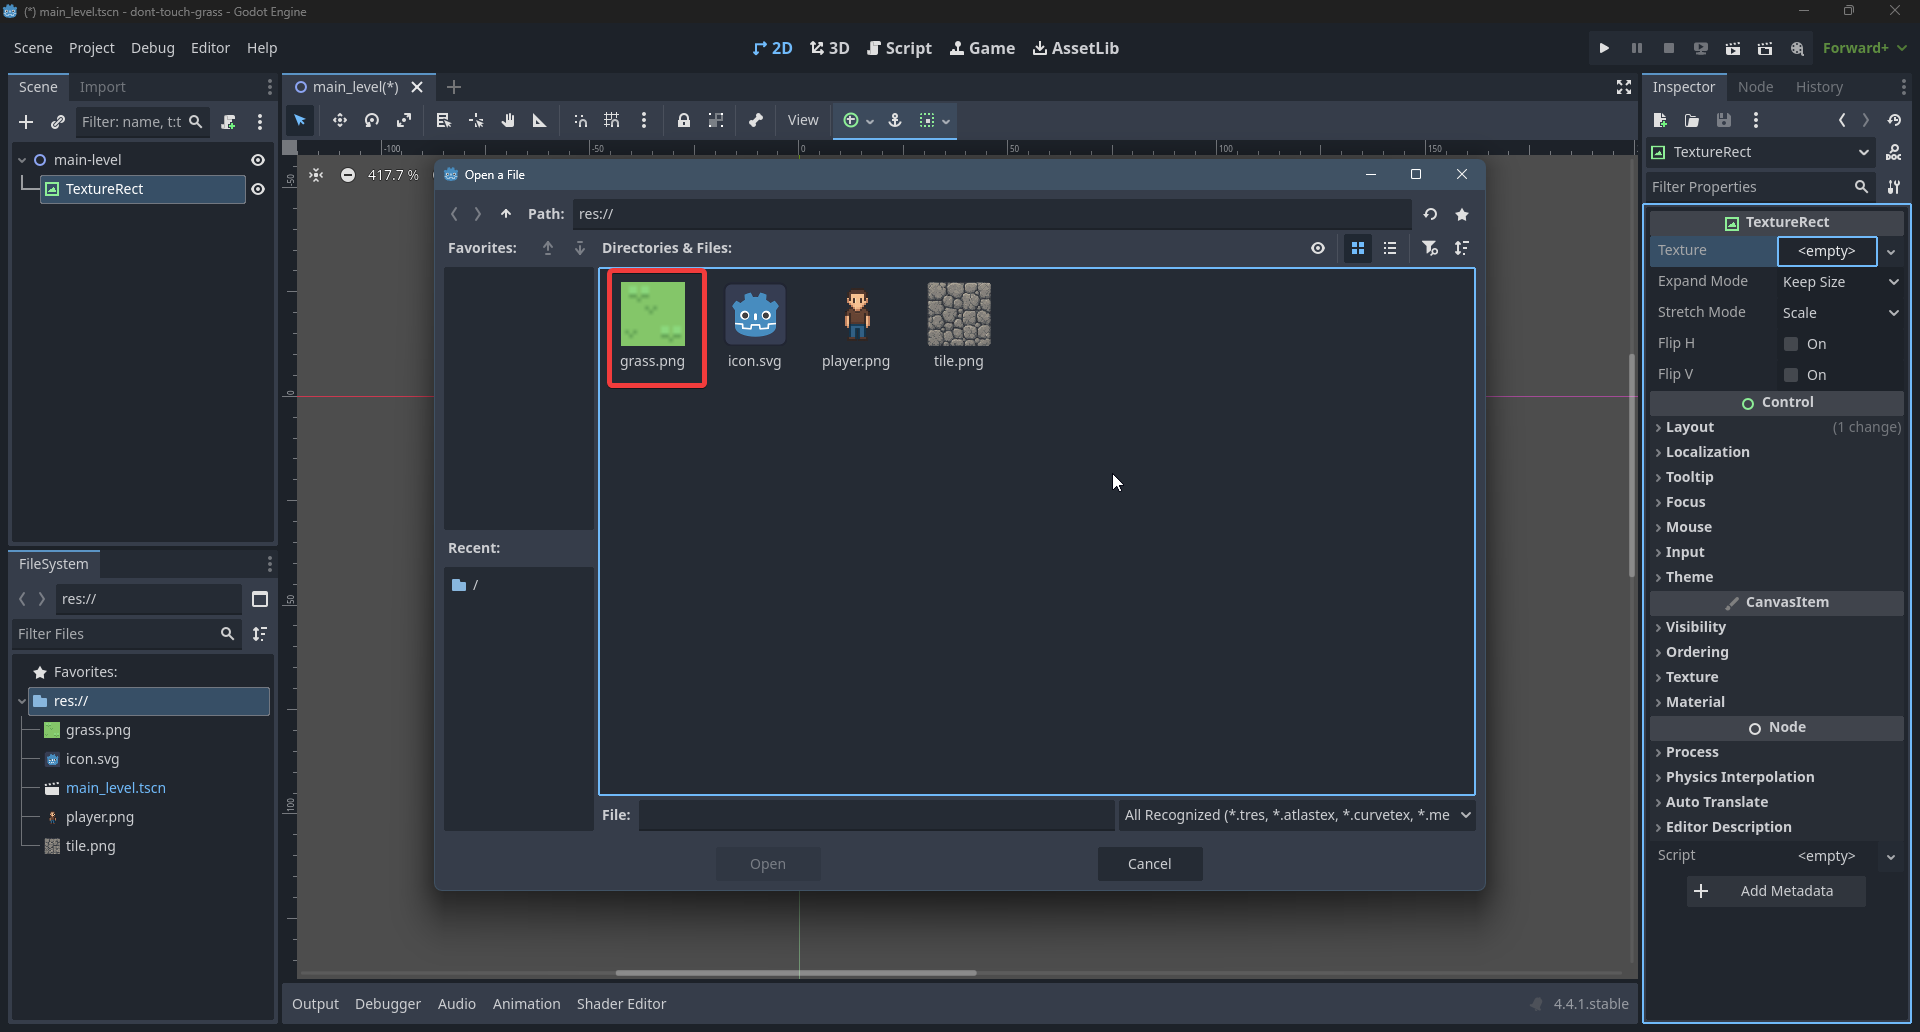 (*) main_level.tscn - dont-touch-grass - Godot Engine
Scene Project Debug Editor Help
2D 3D Script Game AssetLib
Forward+
Scene Import
Filter: name, t:t
main-level
TextureRect
FileSystem
res://
Filter Files
Favorites:
res://
grass.png
icon.svg
main_level.tscn
player.png
tile.png
main_level(*)
View
-100 -50 0 50 100 150
-50
0
50
100
417.7 %
Open a File
Path: res://
Favorites:
Directories & Files:
grass.png icon.svg player.png tile.png
Recent:
/
File:
All Recognized (*.tres, *.atlastex, *.curvetex, *.me
Open Cancel
Output Debugger Audio Animation Shader Editor
4.4.1.stable
Inspector Node History
TextureRect
DOC
Filter Properties
TextureRect
Texture <empty>
Expand Mode Keep Size
Stretch Mode Scale
Flip H On
Flip V On
Control
Layout (1 change)
Localization
Tooltip
Focus
Mouse
Input
Theme
CanvasItem
Visibility
Ordering
Texture
Material
Node
Process
Physics Interpolation
Auto Translate
Editor Description
Script <empty>
Add Metadata